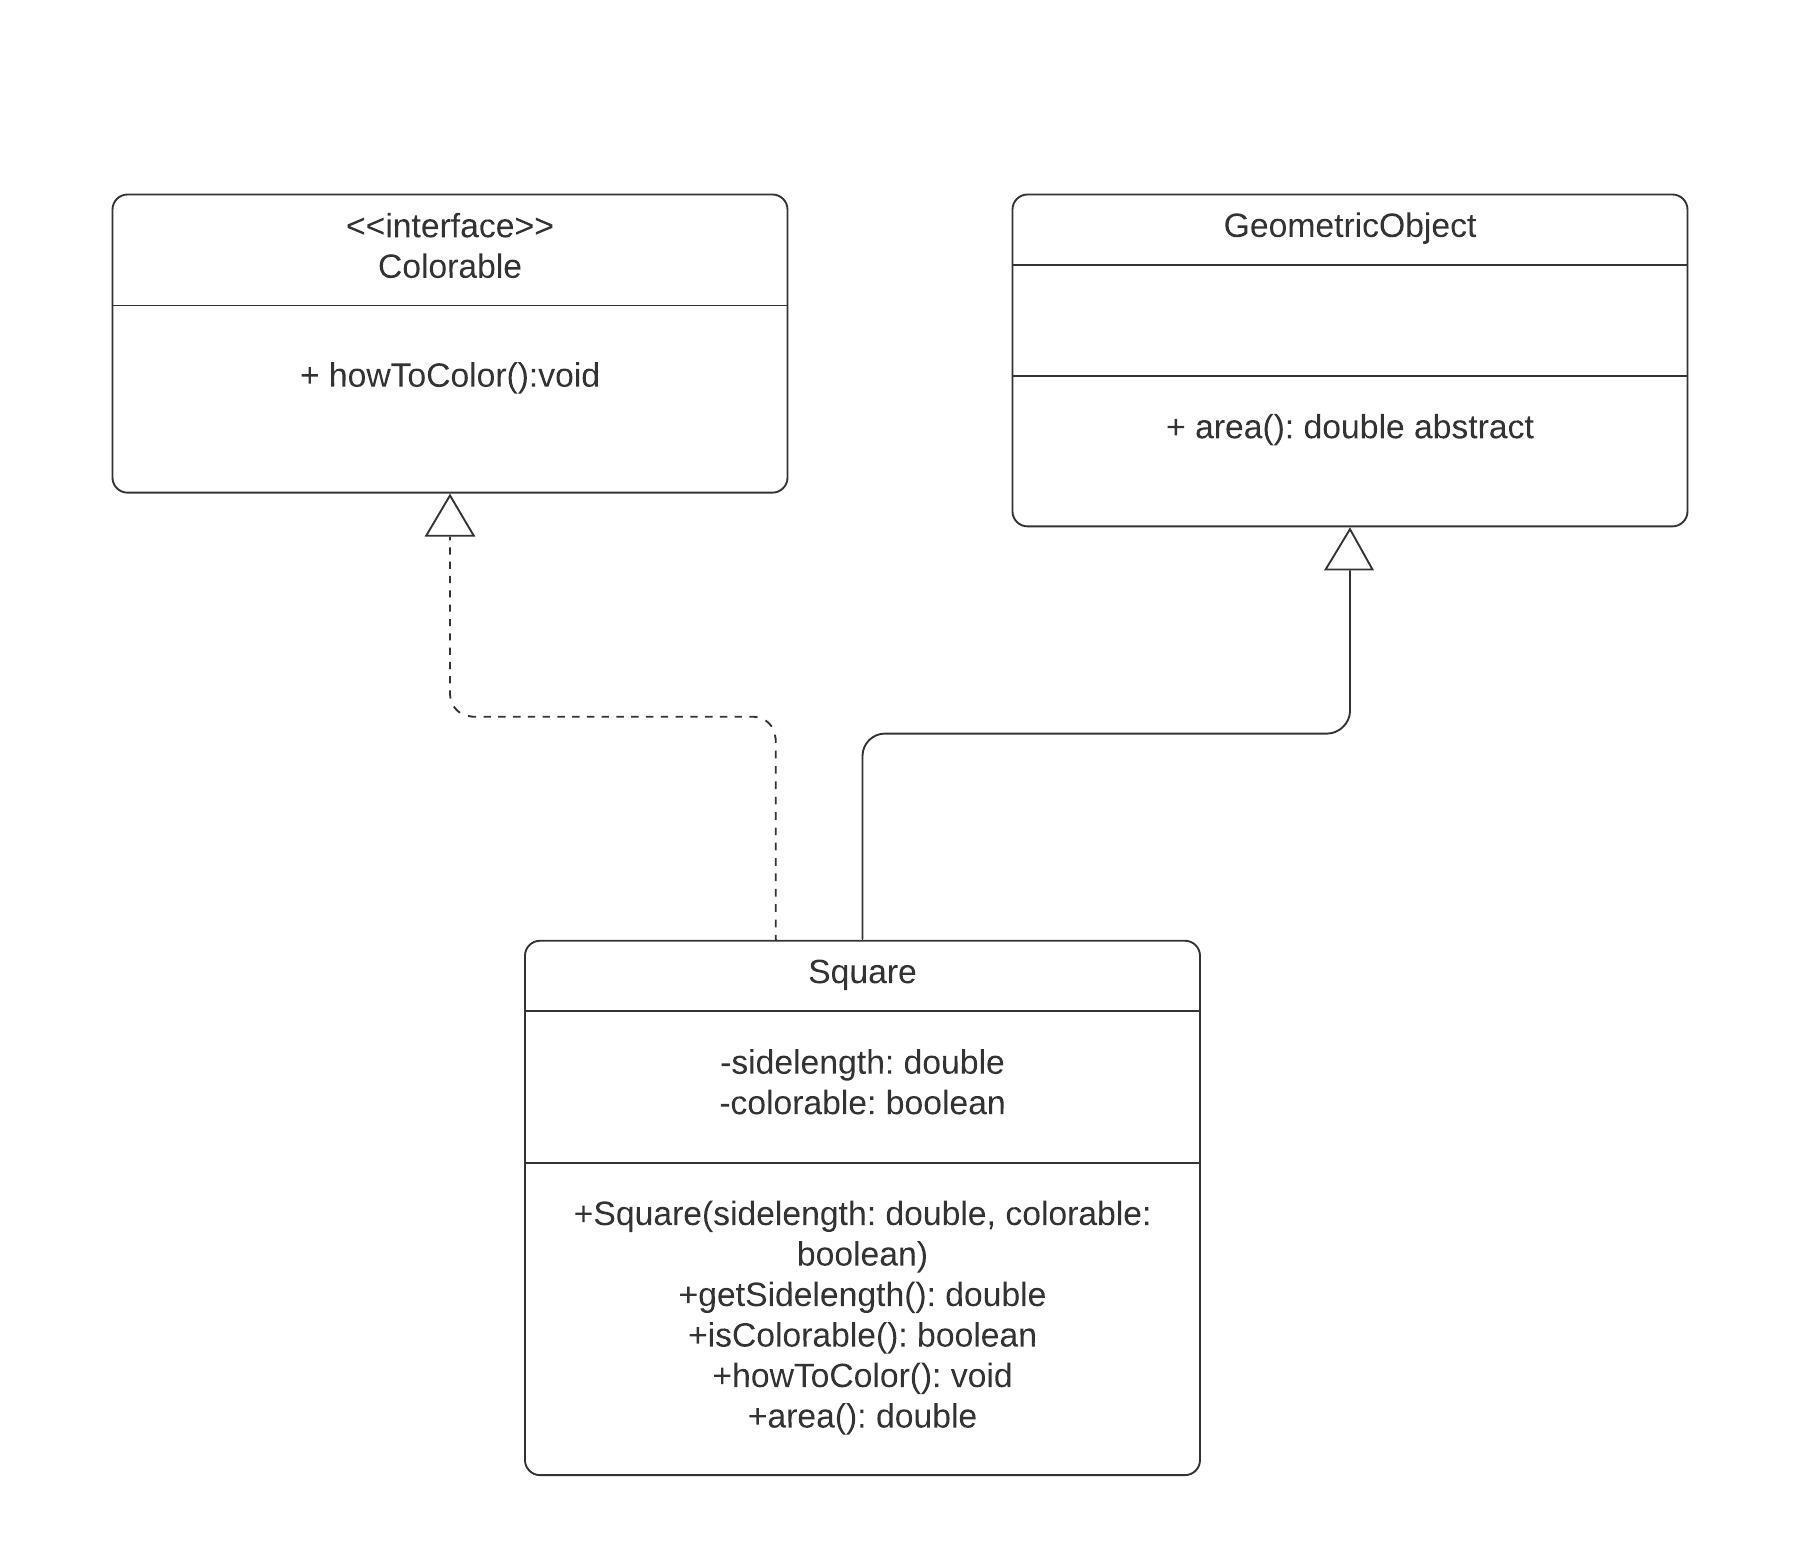 <<interface>>
Colorable
+ howToColor():void
GeometricObject
+ area(): double abstract
Square
-sidelength: double
-colorable: boolean
+Square(sidelength: double, colorable:
boolean)
+getSidelength(): double
+isColorable(): boolean
+howToColor(): void
+area(): double